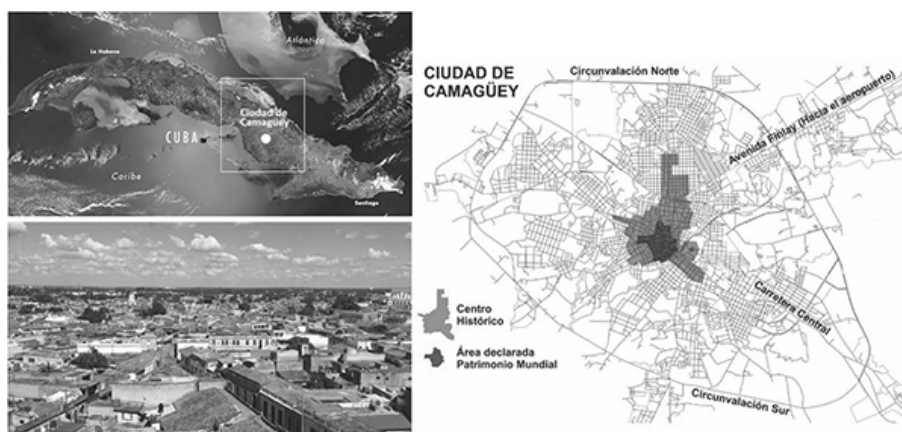 La Habana
Atlántico
Ciudad de
Camagüey
CUBA
Caribe
Santiago
CIUDAD DE
CAMAGÜEY
Circunvalación Norte
Avenida Finlay (Hacia el aeropuerto)
Carretera Central
Centro
Histórico
Área declarada
Patrimonio Mundial
Circunvalación Sur